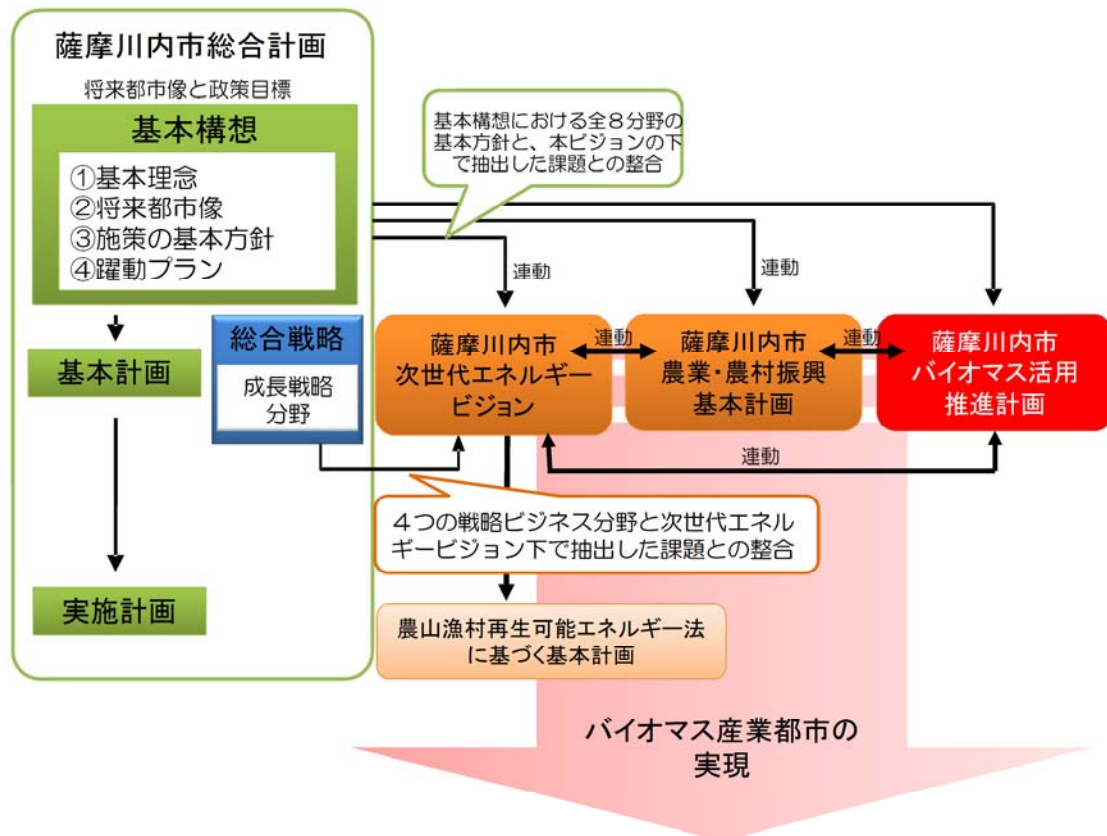 薩摩川内市総合計画
将来都市像と政策目標
基本構想
①基本理念
②将来都市像
③施策の基本方針
④躍動プラン
基本計画
実施計画
総合戦略
成長戦略
分野
基本構想における全８分野の
基本方針と、本ビジョンの下
で抽出した課題との整合
連動
連動
連動
薩摩川内市
次世代エネルギー
ビジョン
連動
薩摩川内市
農業・農村振興
基本計画
連動
薩摩川内市
バイオマス活用
推進計画
連動
４つの戦略ビジネス分野と次世代エネル
ギービジョン下で抽出した課題との整合
農山漁村再生可能エネルギー法
に基づく基本計画
バイオマス産業都市の
実現